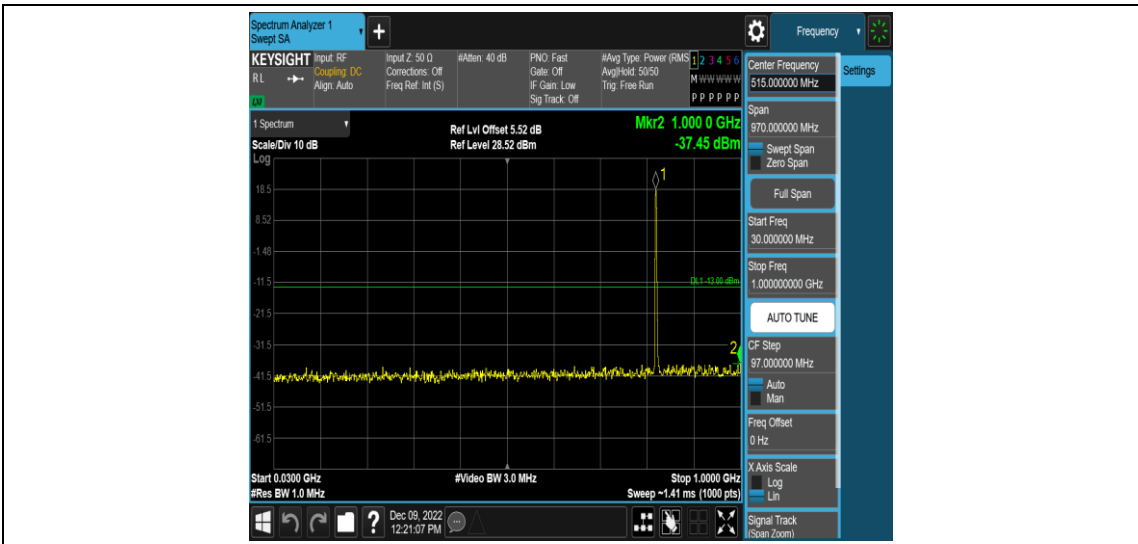 Spectrum Analyzer 1
Swept SA
+
Frequency
KEYSIGHT
RL
LXI
Input: RF
Coupling: DC
Align: Auto
Input Z: 50 Ω
Corrections: Off
Freq Ref: Int (S)
#Atten: 40 dB
PNO: Fast
Gate: Off
IF Gain: Low
Sig Track: Off
#Avg Type: Power (RMS
Avg|Hold: 50/50
Trig: Free Run
1 2 3 4 5 6
M W W W W W
P P P P P P
1 Spectrum
Scale/Div 10 dB
Ref Lvl Offset 5.52 dB
Ref Level 28.52 dBm
Mkr2 1.000 0 GHz
-37.45 dBm
Log
18.5
8.52
-1.48
-11.5
-21.5
-31.5
-41.5
-51.5
-61.5
1
DL1 -13.00 dBm
2
Start 0.0300 GHz
#Res BW 1.0 MHz
#Video BW 3.0 MHz
Stop 1.0000 GHz
Sweep ~1.41 ms (1000 pts)
?
Dec 09, 2022
12:21:07 PM
Center Frequency
515.000000 MHz
Settings
Span
970.000000 MHz
Swept Span
Zero Span
Full Span
Start Freq
30.000000 MHz
Stop Freq
1.000000000 GHz
AUTO TUNE
CF Step
97.000000 MHz
Auto
Man
Freq Offset
0 Hz
X Axis Scale
Log
Lin
Signal Track
(Span Zoom)